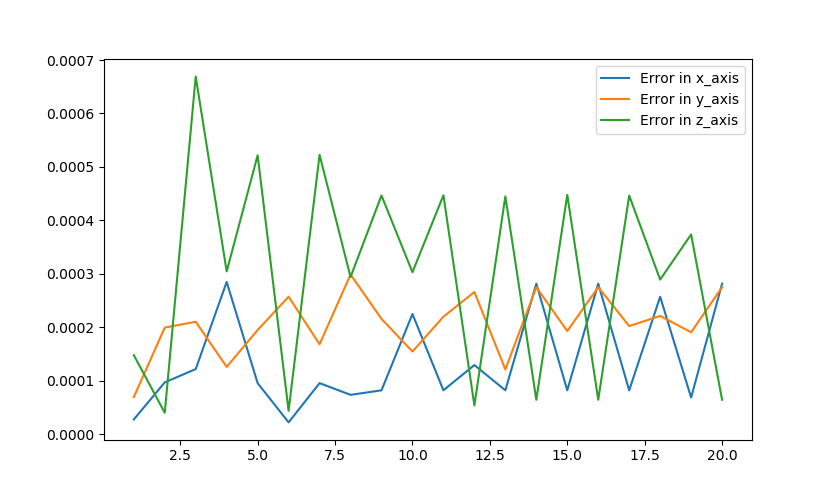 0.0007
0.0006
0.0005
0.0004
0.0003
0.0002
0.0001
0.0000
2.5 5.0 7.5 10.0 12.5 15.0 17.5 20.0
Error in x_axis
Error in y_axis
Error in z_axis